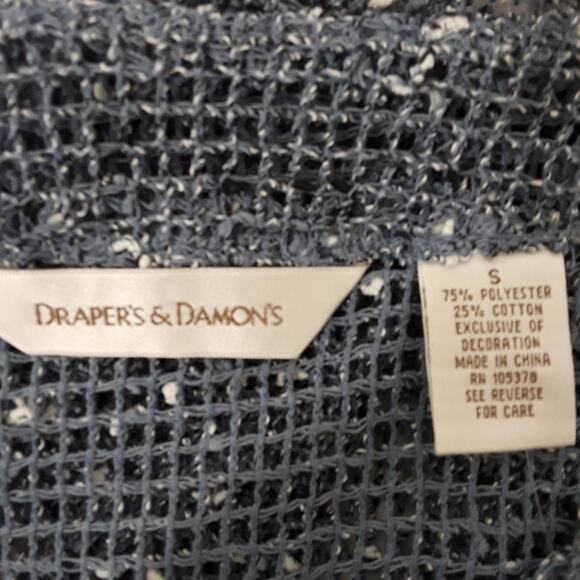 DRAPER'S & DAMON'S
S
75% POLYESTER
25% COTTON
EXCLUSIVE OF
DECORATION
MADE IN CHINA
RN 105378
SEE REVERSE
FOR CARE